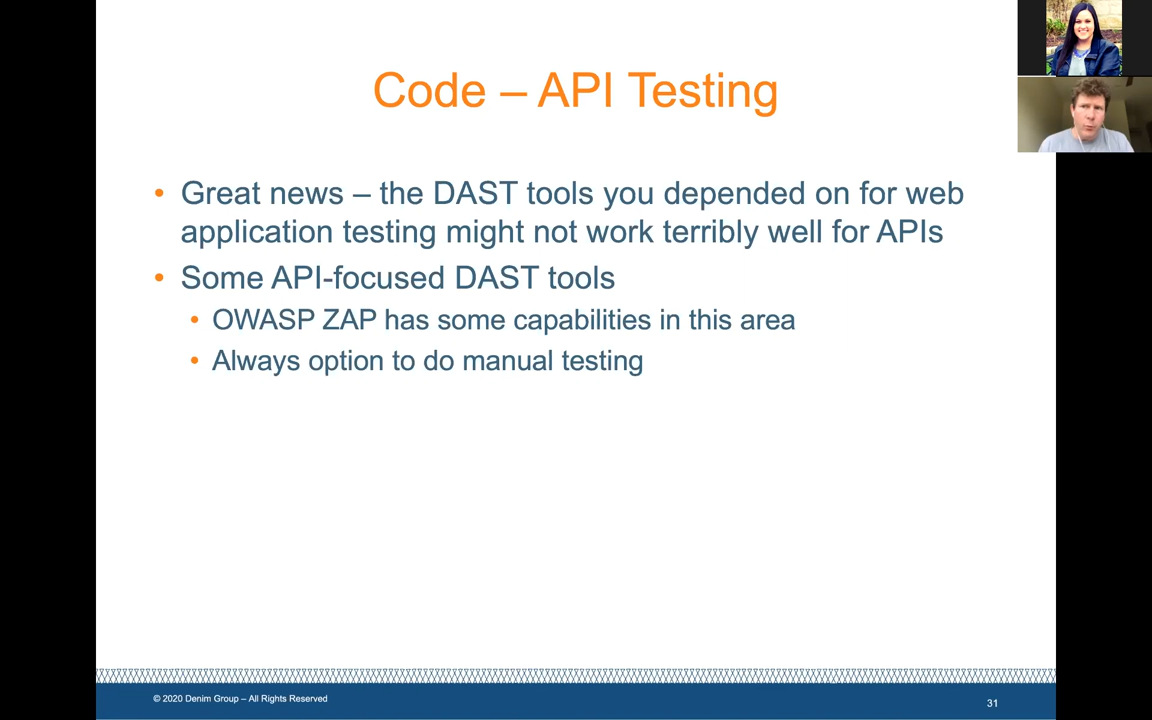 Code – API Testing
• Great news – the DAST tools you depended on for web
application testing might not work terribly well for APIs
• Some API-focused DAST tools
• OWASP ZAP has some capabilities in this area
• Always option to do manual testing
© 2020 Denim Group – All Rights Reserved
31